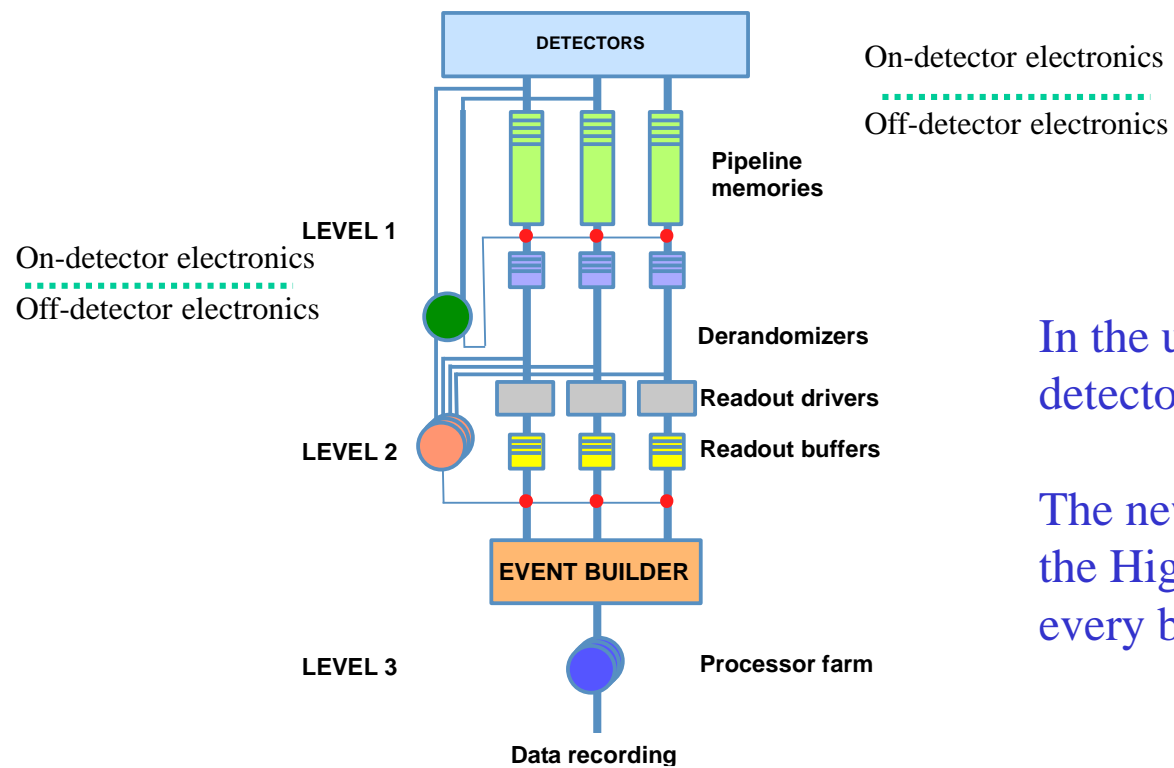 DETECTORS
On-detector electronics
Off-detector electronics
Pipeline
memories
LEVEL 1
On-detector electronics
Off-detector electronics
Derandomizers
Readout drivers
LEVEL 2
Readout buffers
EVENT BUILDER
LEVEL 3
Processor farm
Data recording
In the
detecto
The
the
every